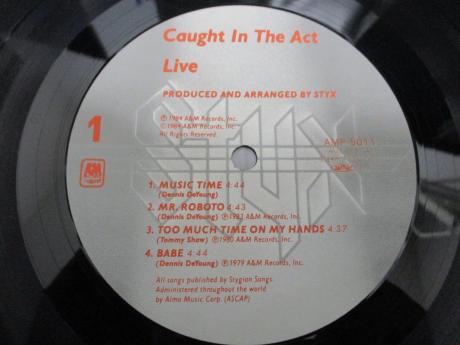 Caught In The Act
Live
PRODUCED AND ARRANGED BY STYX
℗ 1984 A&M Records, Inc.
© 1984 A&M Records, Inc.
All Rights Reserved.
1
AMP-5011
A&M
STYX
1. MUSIC TIME 4:44
(Dennis DeYoung)
2. MR. ROBOTO 4:43
(Dennis DeYoung) ℗1983 A&M Records, Inc.
3. TOO MUCH TIME ON MY HANDS 4:37
(Tommy Shaw) ℗1980 A&M Records, Inc.
4. BABE 4:44
(Dennis DeYoung) ℗1979 A&M Records, Inc.
All songs published by Stygian Songs.
Administered throughout the world
by Almo Music Corp. (ASCAP)